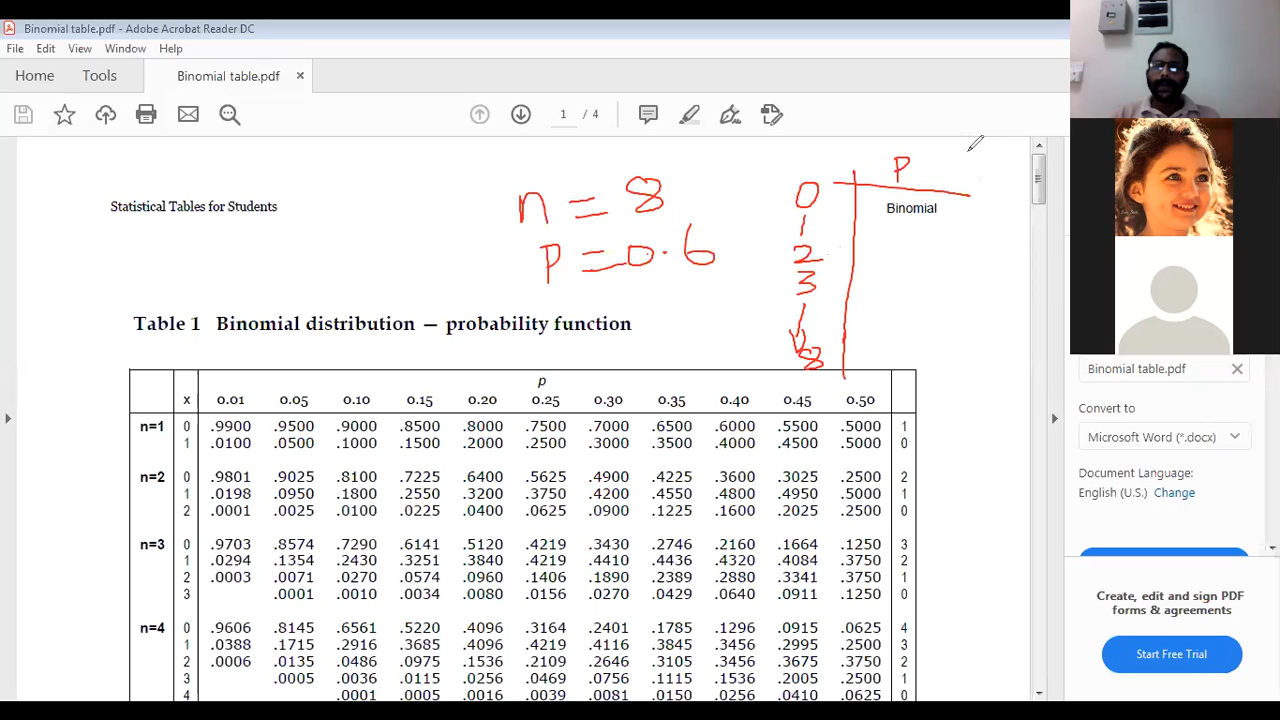 Binomial table.pdf - Adobe Acrobat Reader DC
File Edit View Window Help
Home Tools Binomial table.pdf ×
1 / 4
Statistical Tables for Students
n = 8
p = 0.6
P
Binomial
0
1
2
3
8
Table 1 Binomial distribution — probability function
p
x 0.01 0.05 0.10 0.15 0.20 0.25 0.30 0.35 0.40 0.45 0.50
n=1 0 .9900 .9500 .9000 .8500 .8000 .7500 .7000 .6500 .6000 .5500 .5000 1
1 .0100 .0500 .1000 .1500 .2000 .2500 .3000 .3500 .4000 .4500 .5000 0
n=2 0 .9801 .9025 .8100 .7225 .6400 .5625 .4900 .4225 .3600 .3025 .2500 2
1 .0198 .0950 .1800 .2550 .3200 .3750 .4200 .4550 .4800 .4950 .5000 1
2 .0001 .0025 .0100 .0225 .0400 .0625 .0900 .1225 .1600 .2025 .2500 0
n=3 0 .9703 .8574 .7290 .6141 .5120 .4219 .3430 .2746 .2160 .1664 .1250 3
1 .0294 .1354 .2430 .3251 .3840 .4219 .4410 .4436 .4320 .4084 .3750 2
2 .0003 .0071 .0270 .0574 .0960 .1406 .1890 .2389 .2880 .3341 .3750 1
3 .0001 .0010 .0034 .0080 .0156 .0270 .0429 .0640 .0911 .1250 0
n=4 0 .9606 .8145 .6561 .5220 .4096 .3164 .2401 .1785 .1296 .0915 .0625 4
1 .0388 .1715 .2916 .3685 .4096 .4219 .4116 .3845 .3456 .2995 .2500 3
2 .0006 .0135 .0486 .0975 .1536 .2109 .2646 .3105 .3456 .3675 .3750 2
3 .0005 .0036 .0115 .0256 .0469 .0756 .1115 .1536 .2005 .2500 1
4 .0001 .0005 .0016 .0039 .0081 .0150 .0256 .0410 .0625 0
Binomial table.pdf
Convert to
Microsoft Word (*.docx)
Document Language:
English (U.S.) Change
Create, edit and sign PDF
forms & agreements
Start Free Trial